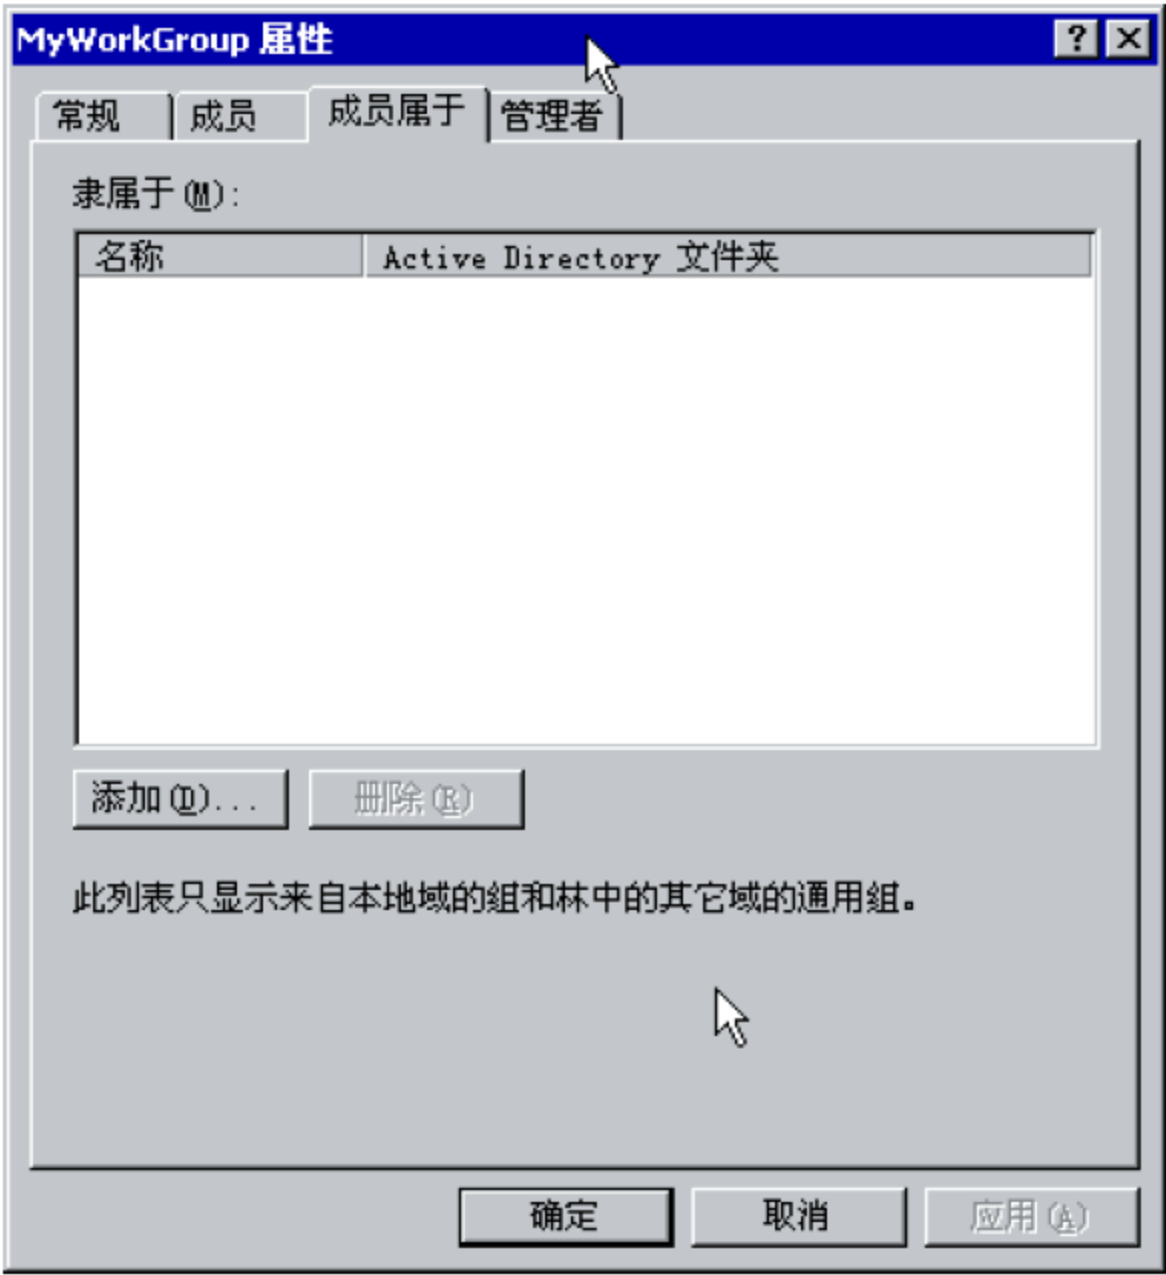 MyWorkGroup 属性
常规 成员 成员属于 管理者
隶属于(M):
名称 Active Directory 文件夹
添加(D)... 删除(R)
此列表只显示来自本地域的组和林中的其它域的通用组。
确定 取消 应用(A)